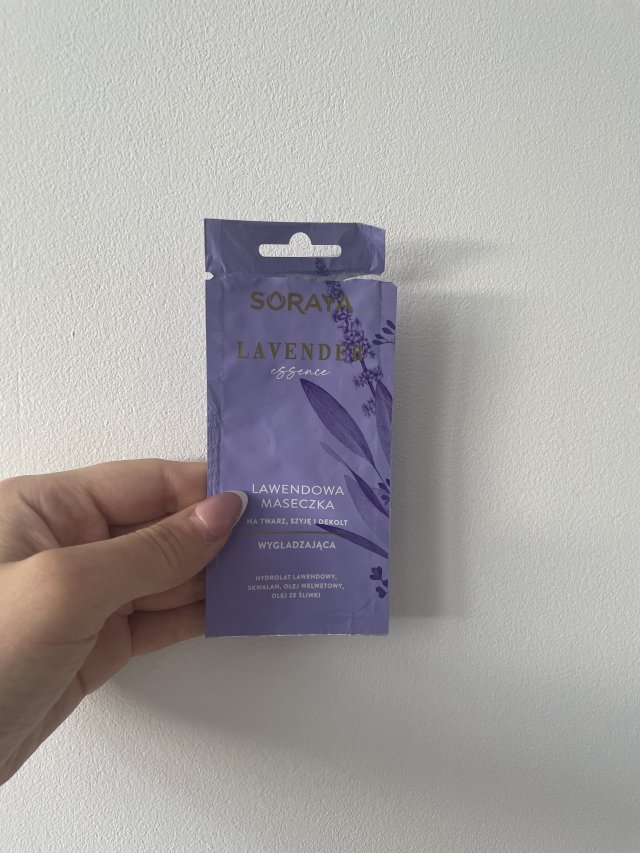 SORAYA
LAVENDER
essence
LAWENDOWA
MASECZKA
NA TWARZ, SZYJĘ I DEKOLT
WYGŁADZAJĄCA
HYDROLAT LAWENDOWY,
SKWALAN, OLEJ WELWETOWY,
OLEJ ZE ŚLIWKI